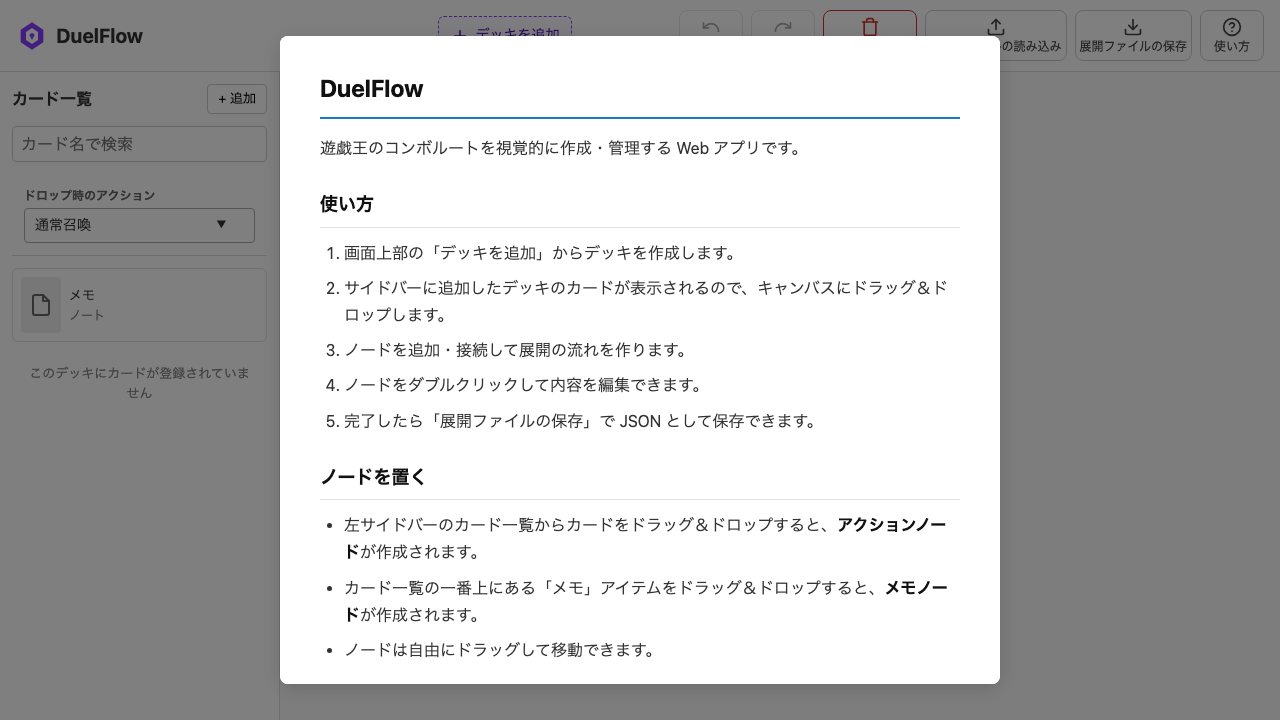 DuelFlow
+ デッキを追加
の読み込み
展開ファイルの保存
使い方
カード一覧
+ 追加
カード名で検索
ドロップ時のアクション
通常召喚
▼
メモ
ノート
このデッキにカードが登録されていま
せん
DuelFlow
遊戯王のコンボルートを視覚的に作成・管理する Web アプリです。
使い方
1. 画面上部の「デッキを追加」からデッキを作成します。
2. サイドバーに追加したデッキのカードが表示されるので、キャンバスにドラッグ＆ド
ロップします。
3. ノードを追加・接続して展開の流れを作ります。
4. ノードをダブルクリックして内容を編集できます。
5. 完了したら「展開ファイルの保存」で JSON として保存できます。
ノードを置く
• 左サイドバーのカード一覧からカードをドラッグ＆ドロップすると、アクションノー
ドが作成されます。
• カード一覧の一番上にある「メモ」アイテムをドラッグ＆ドロップすると、メモノー
ドが作成されます。
• ノードは自由にドラッグして移動できます。